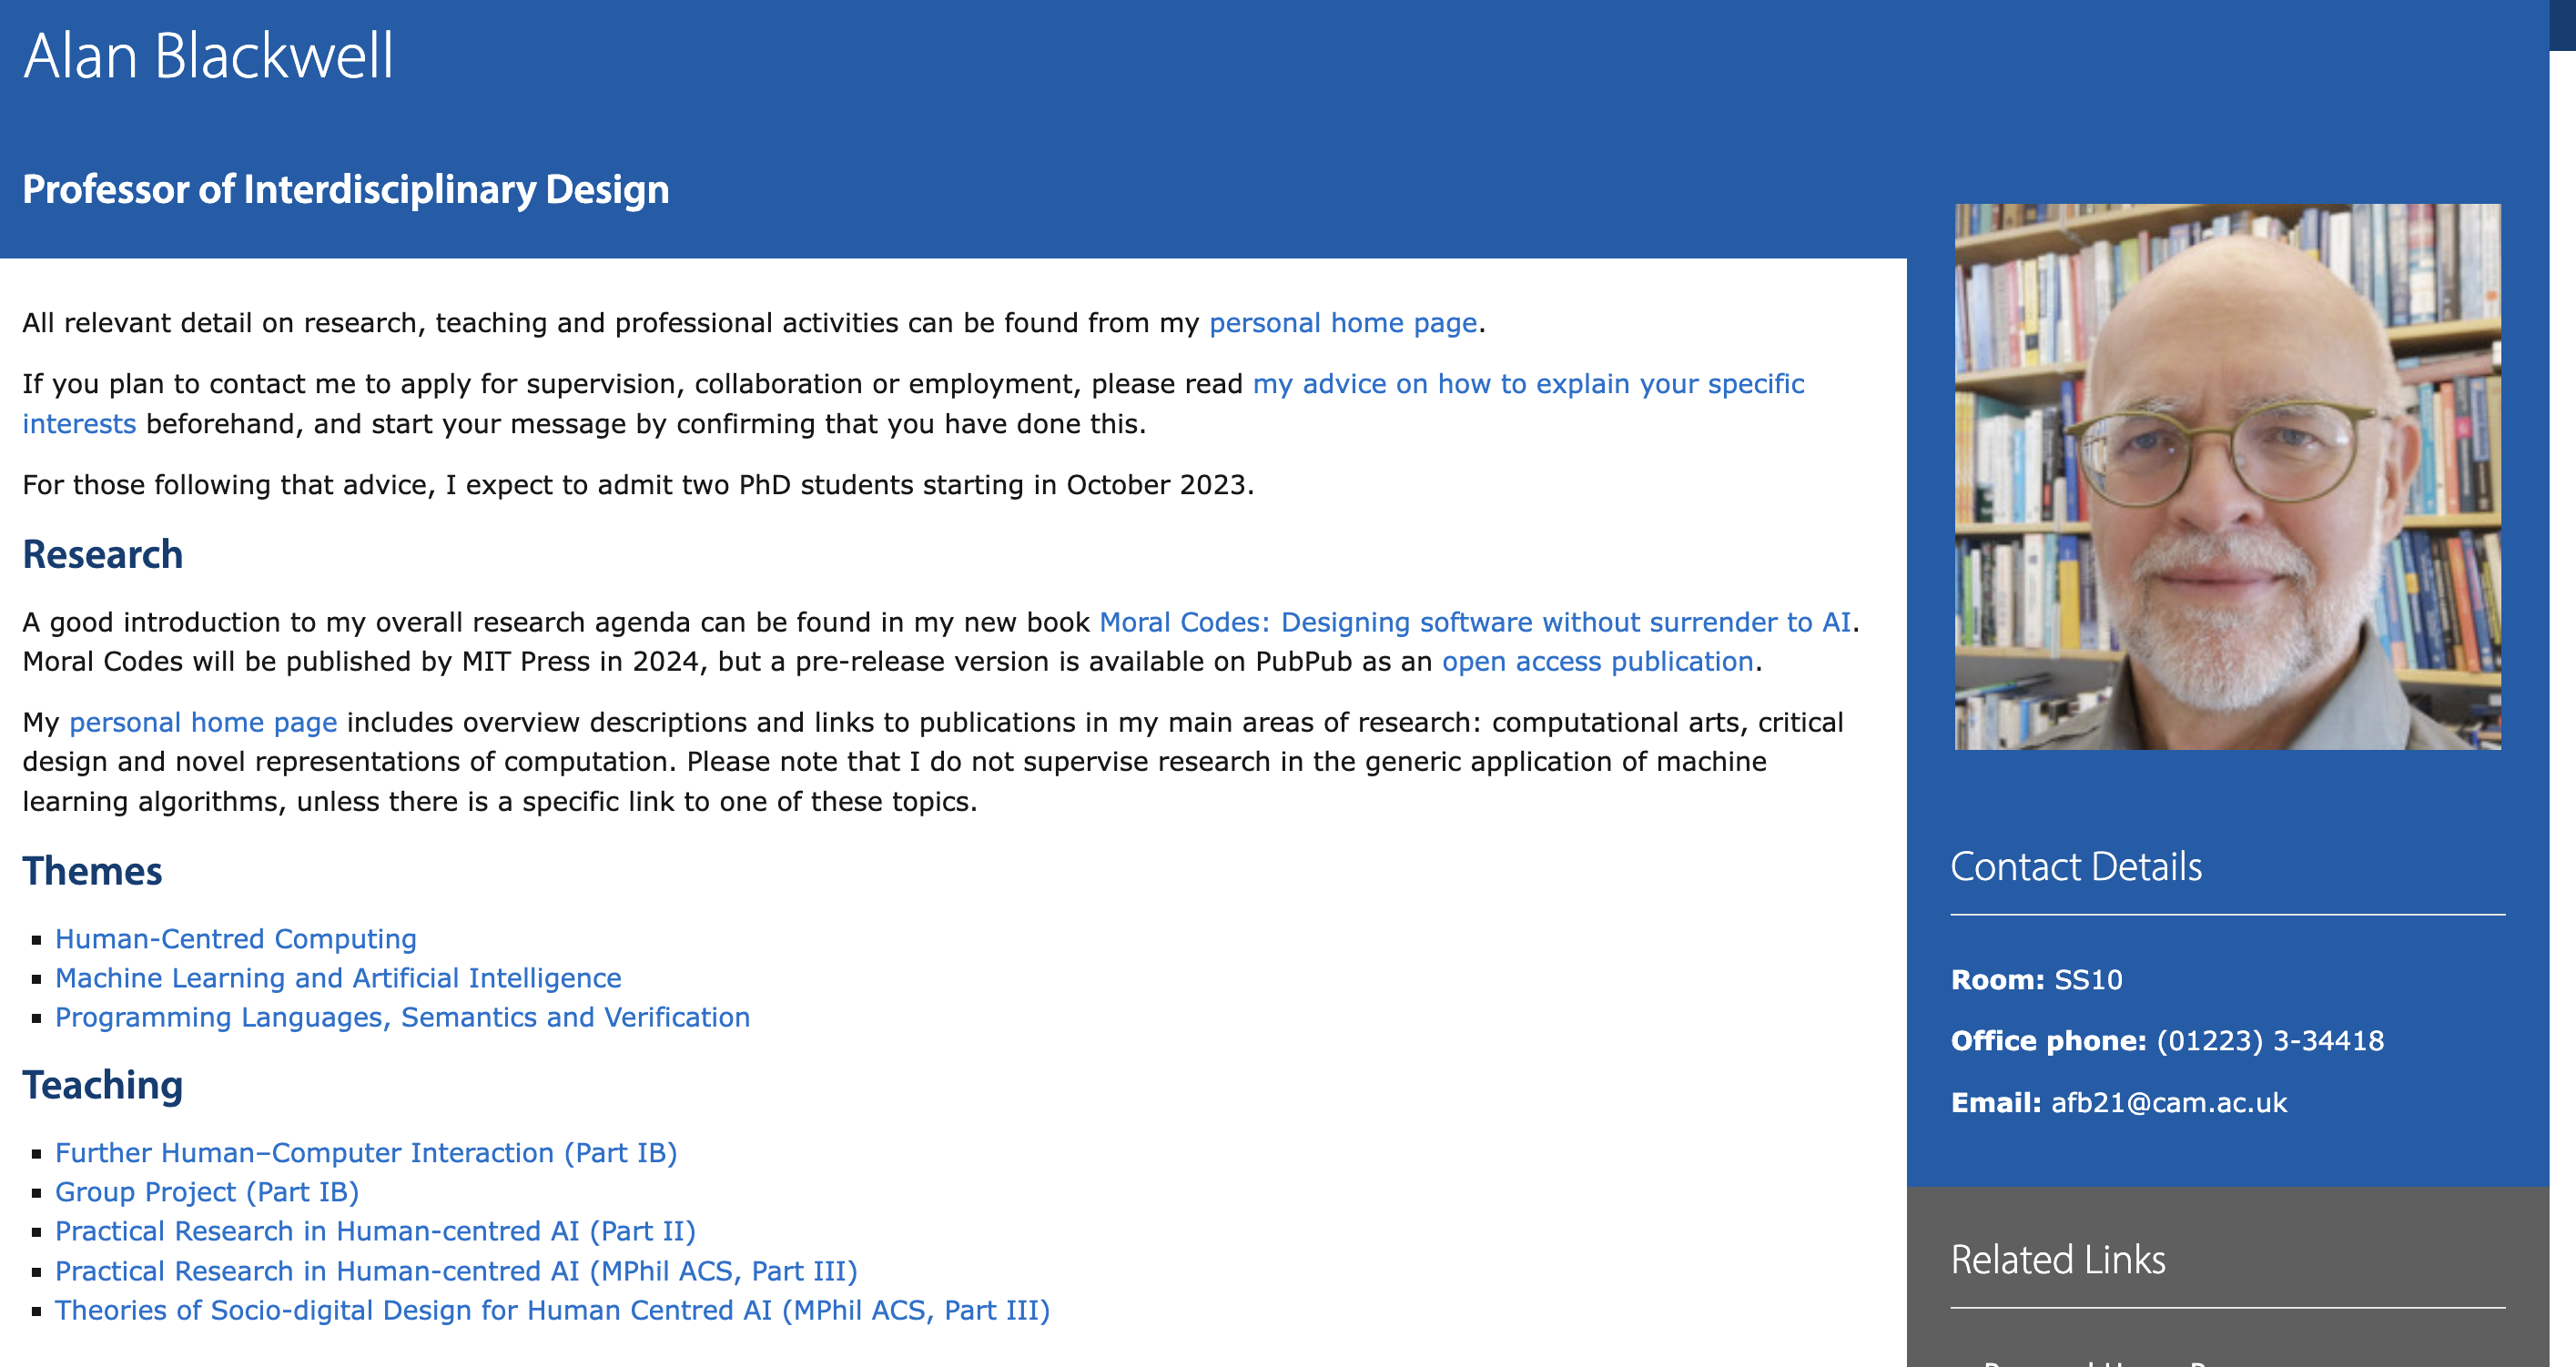 Alan Blackwell
Professor of Interdisciplinary Design
All relevant detail on research, teaching and professional activities can be found from my personal home page.
If you plan to contact me to apply for supervision, collaboration or employment, please read my advice on how to explain your specific
interests beforehand, and start your message by confirming that you have done this.
For those following that advice, I expect to admit two PhD students starting in October 2023.
Research
A good introduction to my overall research agenda can be found in my new book Moral Codes: Designing software without surrender to AI.
Moral Codes will be published by MIT Press in 2024, but a pre-release version is available on PubPub as an open access publication.
My personal home page includes overview descriptions and links to publications in my main areas of research: computational arts, critical
design and novel representations of computation. Please note that I do not supervise research in the generic application of machine
learning algorithms, unless there is a specific link to one of these topics.
Themes
Human-Centred Computing
Machine Learning and Artificial Intelligence
Programming Languages, Semantics and Verification
Teaching
Further Human–Computer Interaction (Part IB)
Group Project (Part IB)
Practical Research in Human-centred AI (Part II)
Practical Research in Human-centred AI (MPhil ACS, Part III)
Theories of Socio-digital Design for Human Centred AI (MPhil ACS, Part III)
Contact Details
Room: SS10
Office phone: (01223) 3-34418
Email: afb21@cam.ac.uk
Related Links